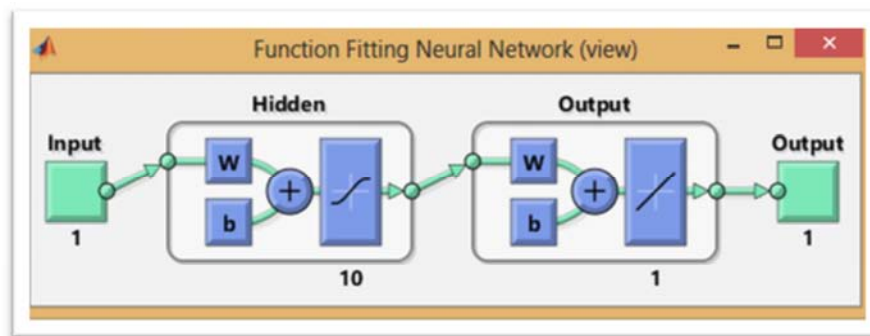 Function Fitting Neural Network (view)
Hidden
Output
Input
Output
W
W
+
+
b
b
1
10
1
1